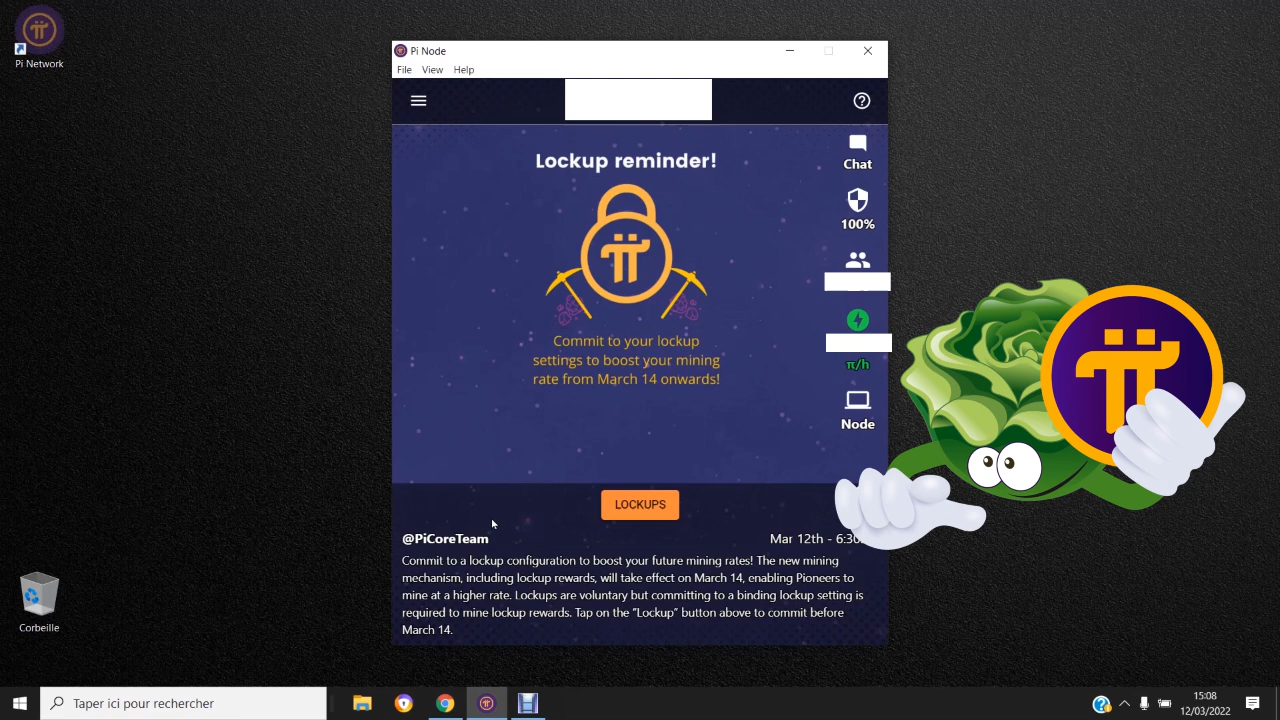 Pi Network
Pi Node
File View Help
Lockup reminder!
Chat
100%
Commit to your lockup
settings to boost your mining
rate from March 14 onwards!
π/h
Node
LOCKUPS
@PiCoreTeam
Mar 12th - 6:30
Commit to a lockup configuration to boost your future mining rates! The new mining
mechanism, including lockup rewards, will take effect on March 14, enabling Pioneers to
mine at a higher rate. Lockups are voluntary but committing to a binding lockup setting is
required to mine lockup rewards. Tap on the “Lockup” button above to commit before
March 14.
Corbeille
Taper ici pour rechercher
15:08
12/03/2022